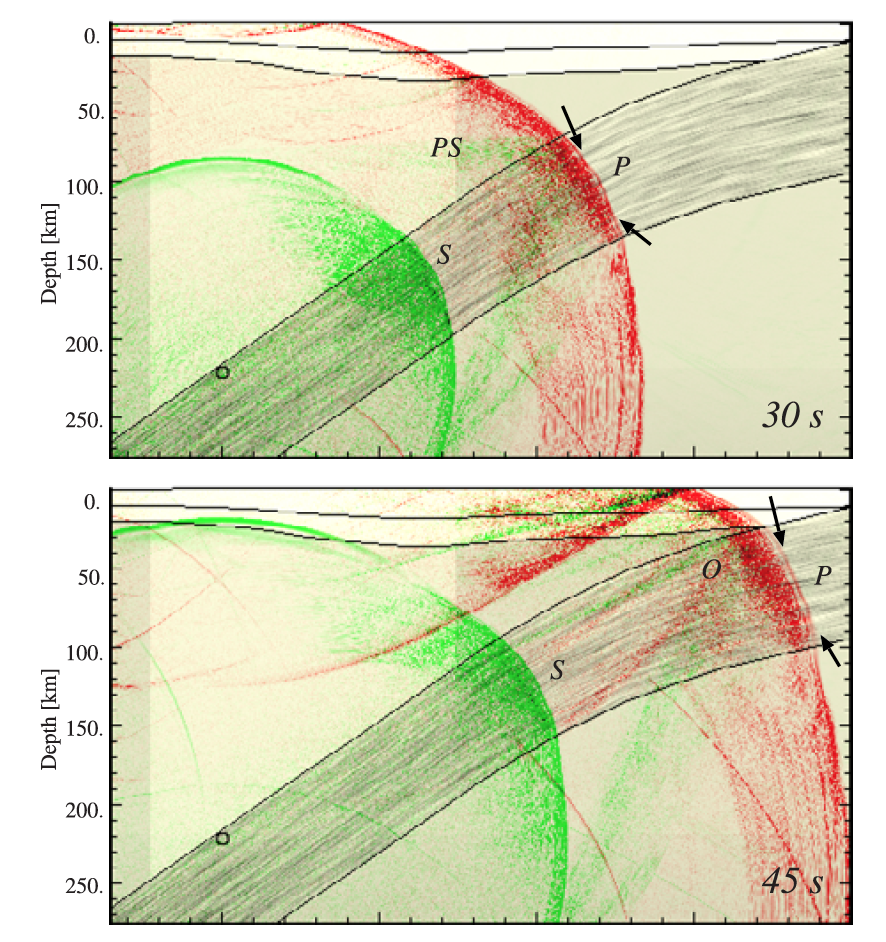 0.
50.
PS
P
100.
Depth [km]
150.
S
200.
250.
30 s
0.
50.
O
P
100.
S
Depth [km]
150.
200.
250.
45 s